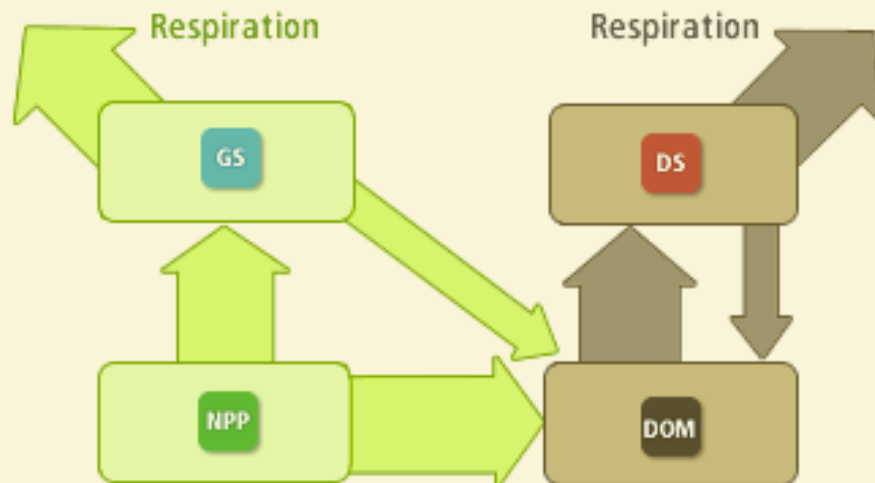 Respiration
Respiration
GS
DS
NPP
DOM